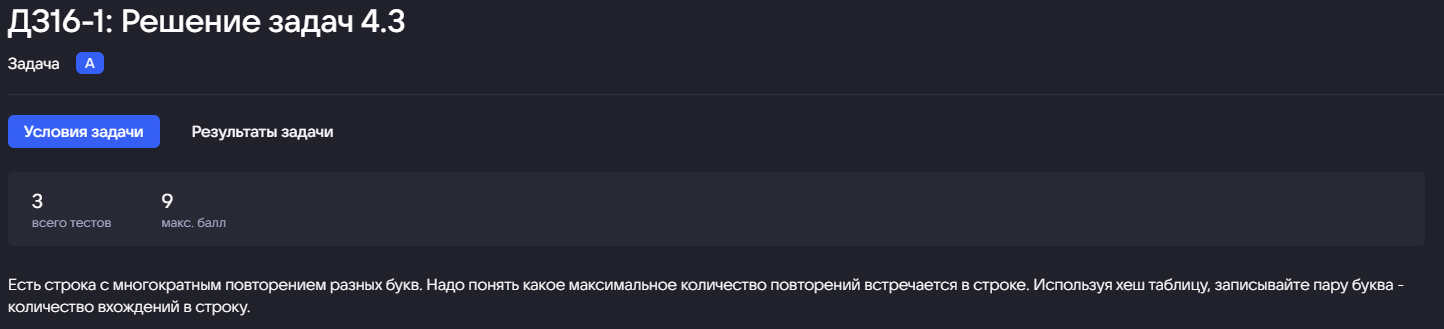 ДЗ16-1: Решение задач 4.3
Задача A
Условия задачи Результаты задачи
3 9
всего тестов макс. балл
Есть строка с многократным повторением разных букв. Надо понять какое максимальное количество повторений встречается в строке. Используя хеш таблицу, записывайте пару буква -
количество вхождений в строку.